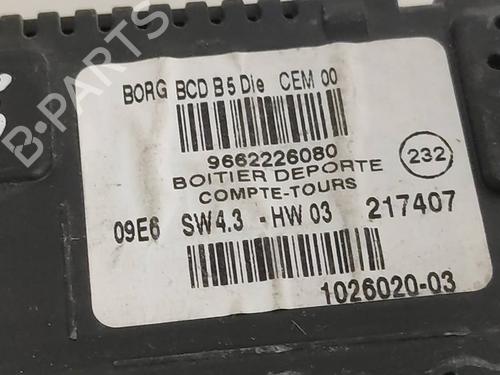 BORG BCD B5 Die CEM 00
9662226080
BOITIER DEPORTE
COMPTE-TOURS
232
09E6 SW4.3 - HW 03 217407
1026020-03
B-PARTS